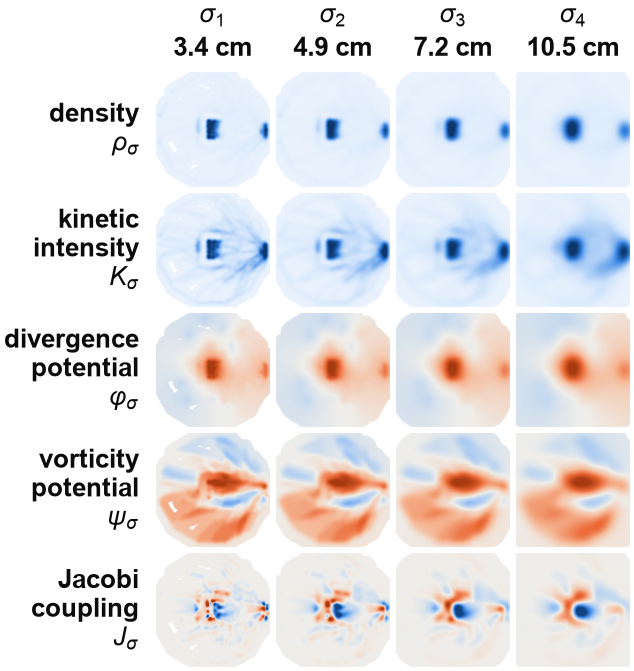 σ1 σ2 σ3 σ4
3.4 cm 4.9 cm 7.2 cm 10.5 cm
density
ρσ
kinetic
intensity
Kσ
divergence
potential
φσ
vorticity
potential
ψσ
Jacobi
coupling
Jσ